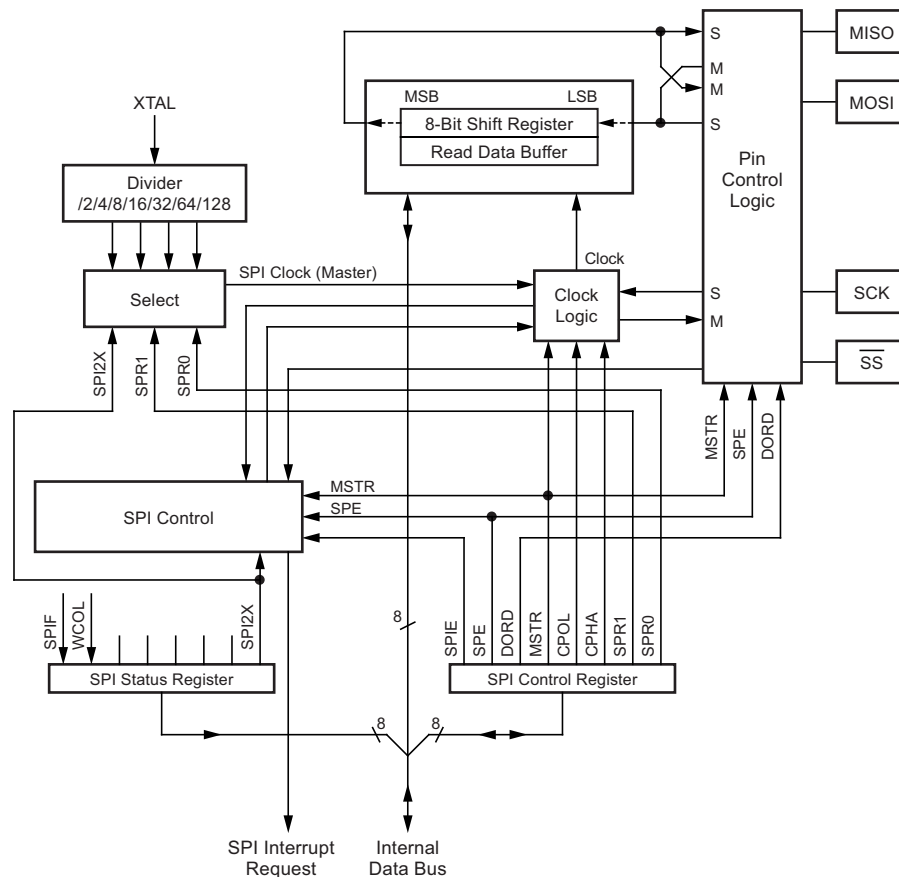 S
MISO
M
MSB
LSB
M
XTAL
MOSI
8-Bit Shift Register
S
Read Data Buffer
Pin
Control
Logic
Divider
/2/4/8/16/32/64/128
SPI Clock (Master)
Clock
Select
Clock
Logic
S
SCK
M
SPI2X
SPR1
SPR0
SS
MSTR
SPE
DORD
MSTR
SPI Control
SPE
SPIF
WCOL
SPI2X
8
SPIE
SPE
DORD
MSTR
CPOL
CPHA
SPR1
SPR0
SPI Status Register
SPI Control Register
8
8
SPI Interrupt
Request
Internal
Data Bus